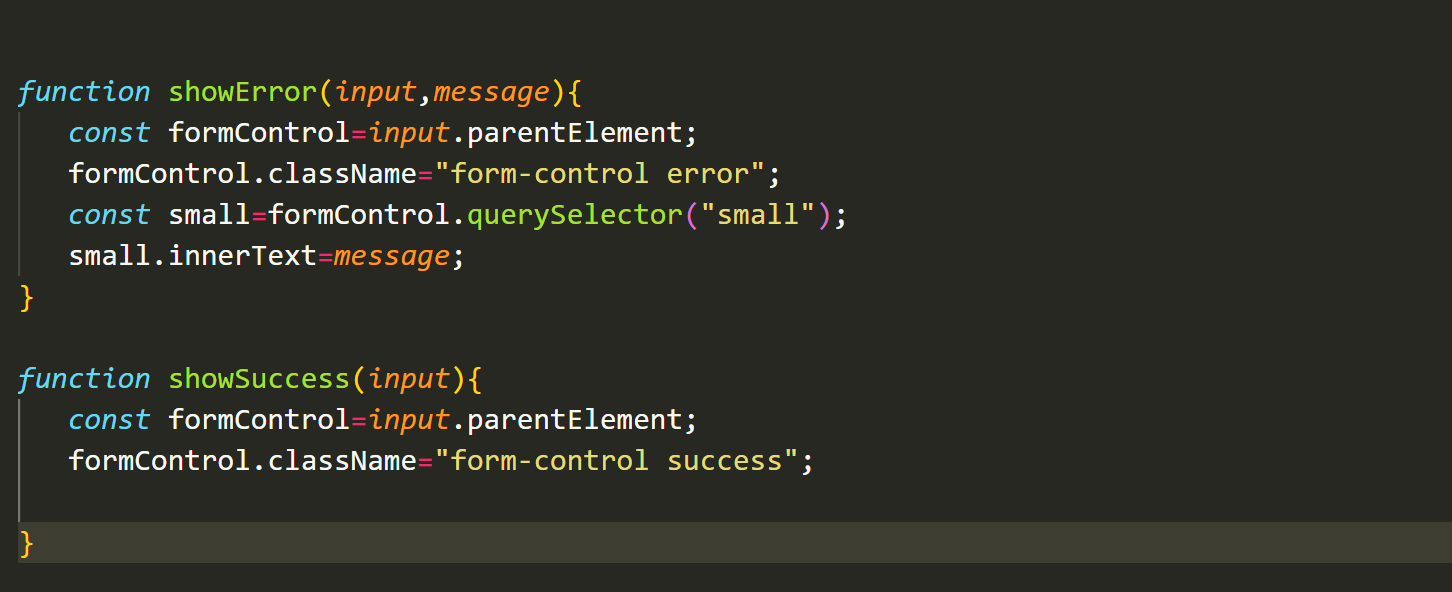 function showError(input,message){
   const formControl=input.parentElement;
   formControl.className="form-control error";
   const small=formControl.querySelector("small");
   small.innerText=message;
}
function showSuccess(input){
   const formControl=input.parentElement;
   formControl.className="form-control success";
}